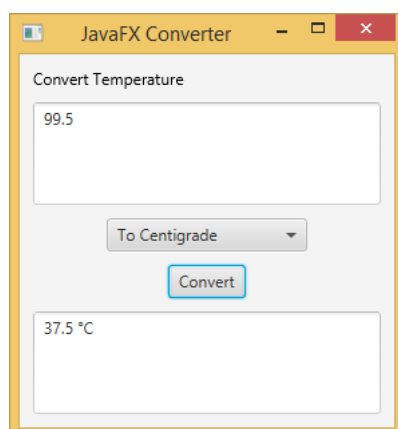 JavaFX Converter
Convert Temperature
99.5
To Centigrade
Convert
37.5 °C